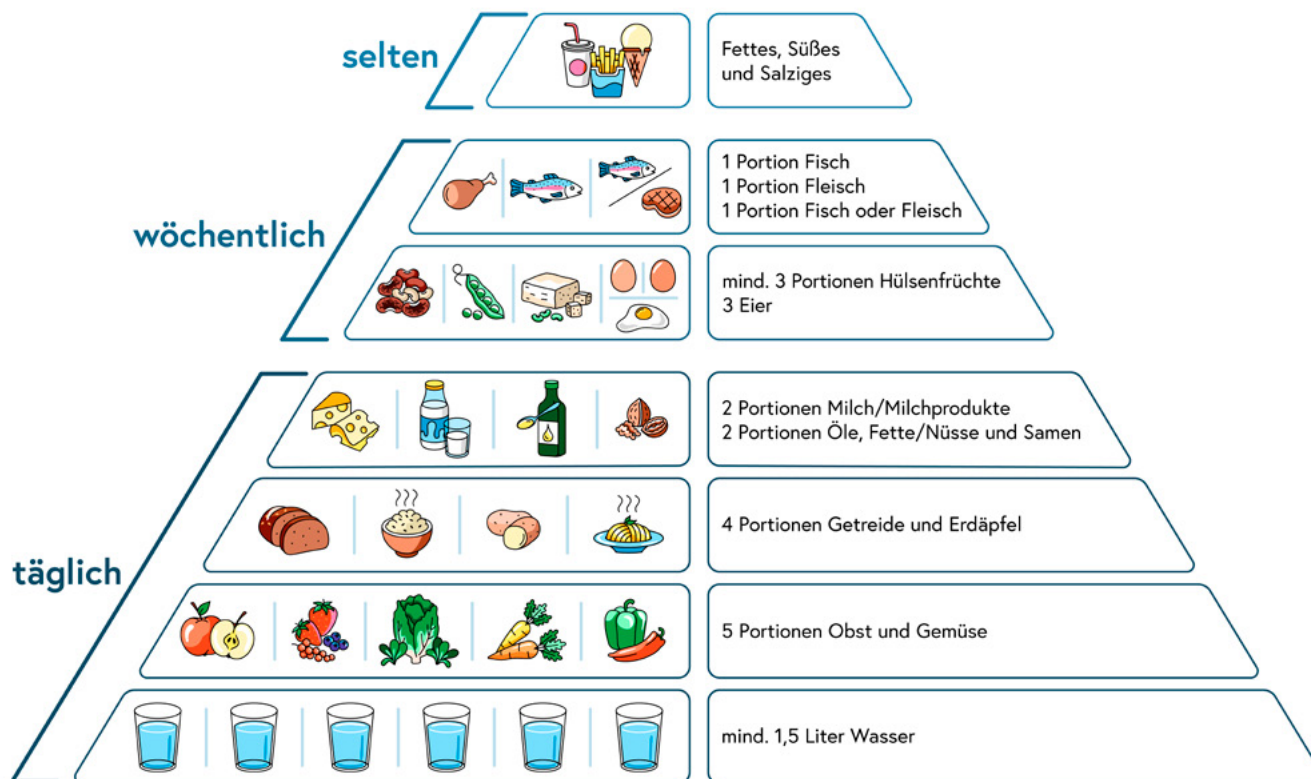 selten
Fettes, Süßes
und Salziges
wöchentlich
1 Portion Fisch
1 Portion Fleisch
1 Portion Fisch oder Fleisch
mind. 3 Portionen Hülsenfrüchte
3 Eier
täglich
2 Portionen Milch/Milchprodukte
2 Portionen Öle, Fette/Nüsse und Samen
4 Portionen Getreide und Erdäpfel
5 Portionen Obst und Gemüse
mind. 1,5 Liter Wasser